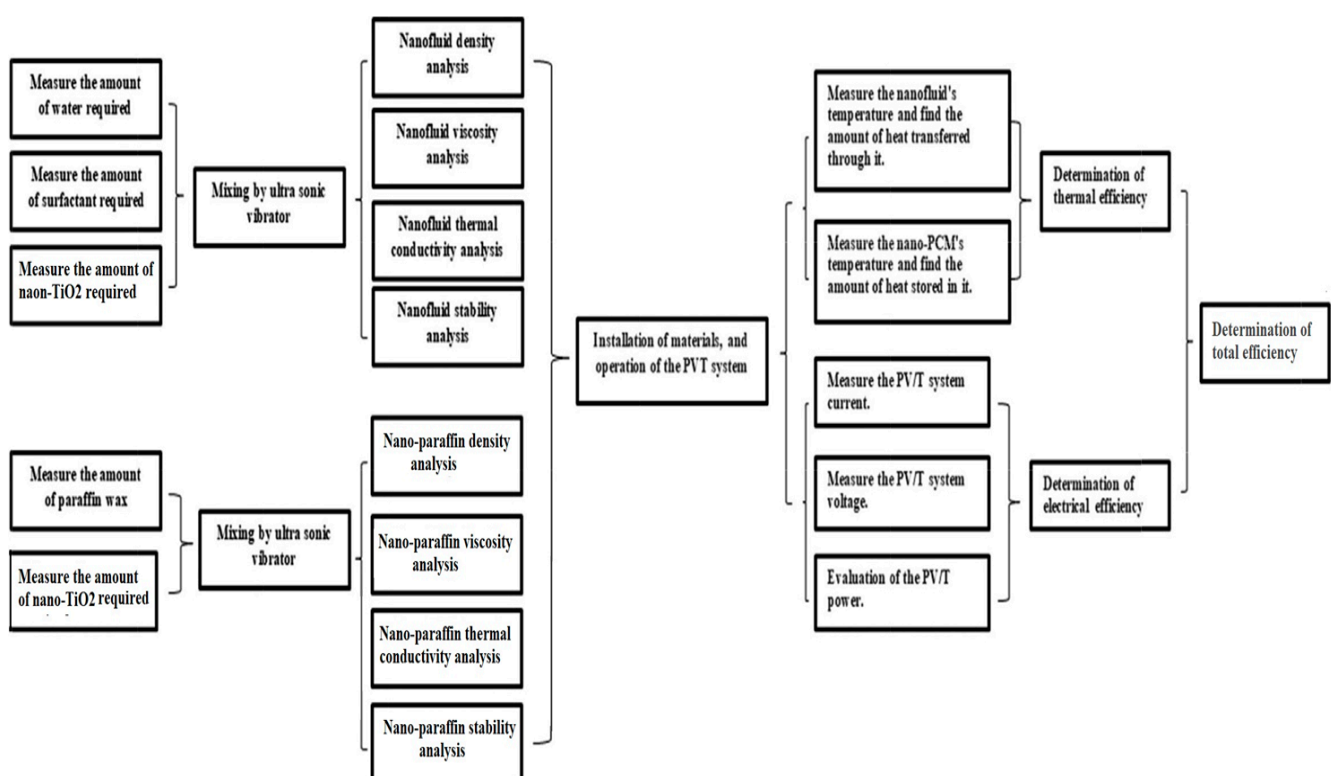 Measure the amount
of water required
Measure the amount
of surfactant required
Measure the amount of
naon-TiO2 required
Mixing by ultra sonic
vibrator
Nanofluid density
analysis
Nanofluid viscosity
analysis
Nanofluid thermal
conductivity analysis
Nanofluid stability
analysis
Measure the amount
of paraffin wax
Measure the amount
of nano-TiO2 required
Mixing by ultra sonic
vibrator
Nano-paraffin density
analysis
Nano-paraffin viscosity
analysis
Nano-paraffin thermal
conductivity analysis
Nano-paraffin stability
analysis
Installation of materials, and
operation of the PVT system
Measure the nanofluid's
temperature and find the
amount of heat transferred
through it.
Measure the nano-PCM's
temperature and find the
amount of heat stored in it.
Measure the PV/T system
current.
Measure the PV/T system
voltage.
Evaluation of the PV/T
power.
Determination of
thermal efficiency
Determination of
electrical efficiency
Determination of
total efficiency